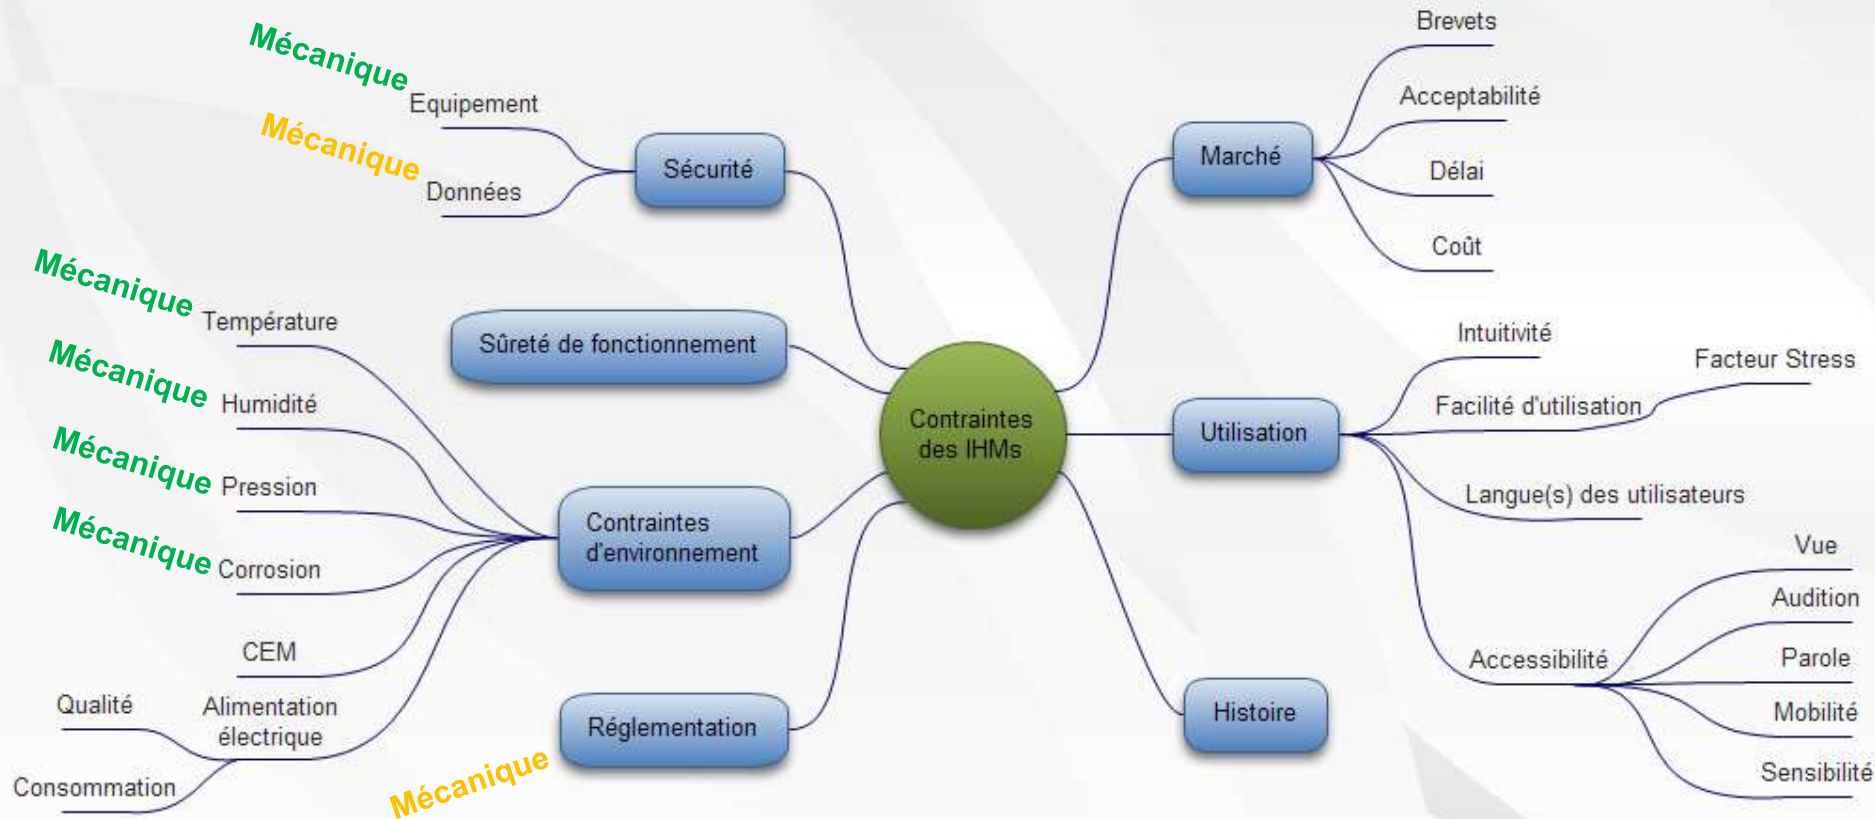 Mécanique
Equipement
Mécanique
Données
Sécurité
Mécanique
Température
Mécanique
Humidité
Mécanique
Pression
Mécanique
Corrosion
CEM
Qualité
Alimentation
électrique
Consommation
Sûreté de fonctionnement
Contraintes
d'environnement
Réglementation
Mécanique
Contraintes
des IHMs
Marché
Brevets
Acceptabilité
Délai
Coût
Utilisation
Intuitivité
Facilité d'utilisation
Facteur Stress
Langue(s) des utilisateurs
Accessibilité
Vue
Audition
Parole
Mobilité
Sensibilité
Histoire